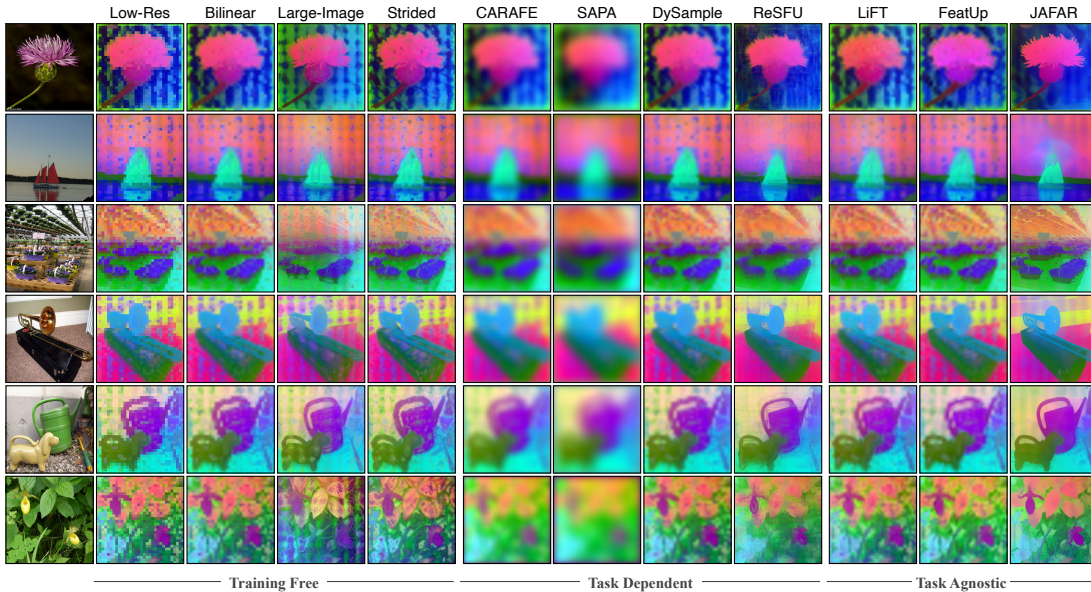 Low-Res Bilinear Large-Image Strided CARAFE SAPA DySample ReSFU LiFT FeatUp JAFAR
Training Free Task Dependent Task Agnostic